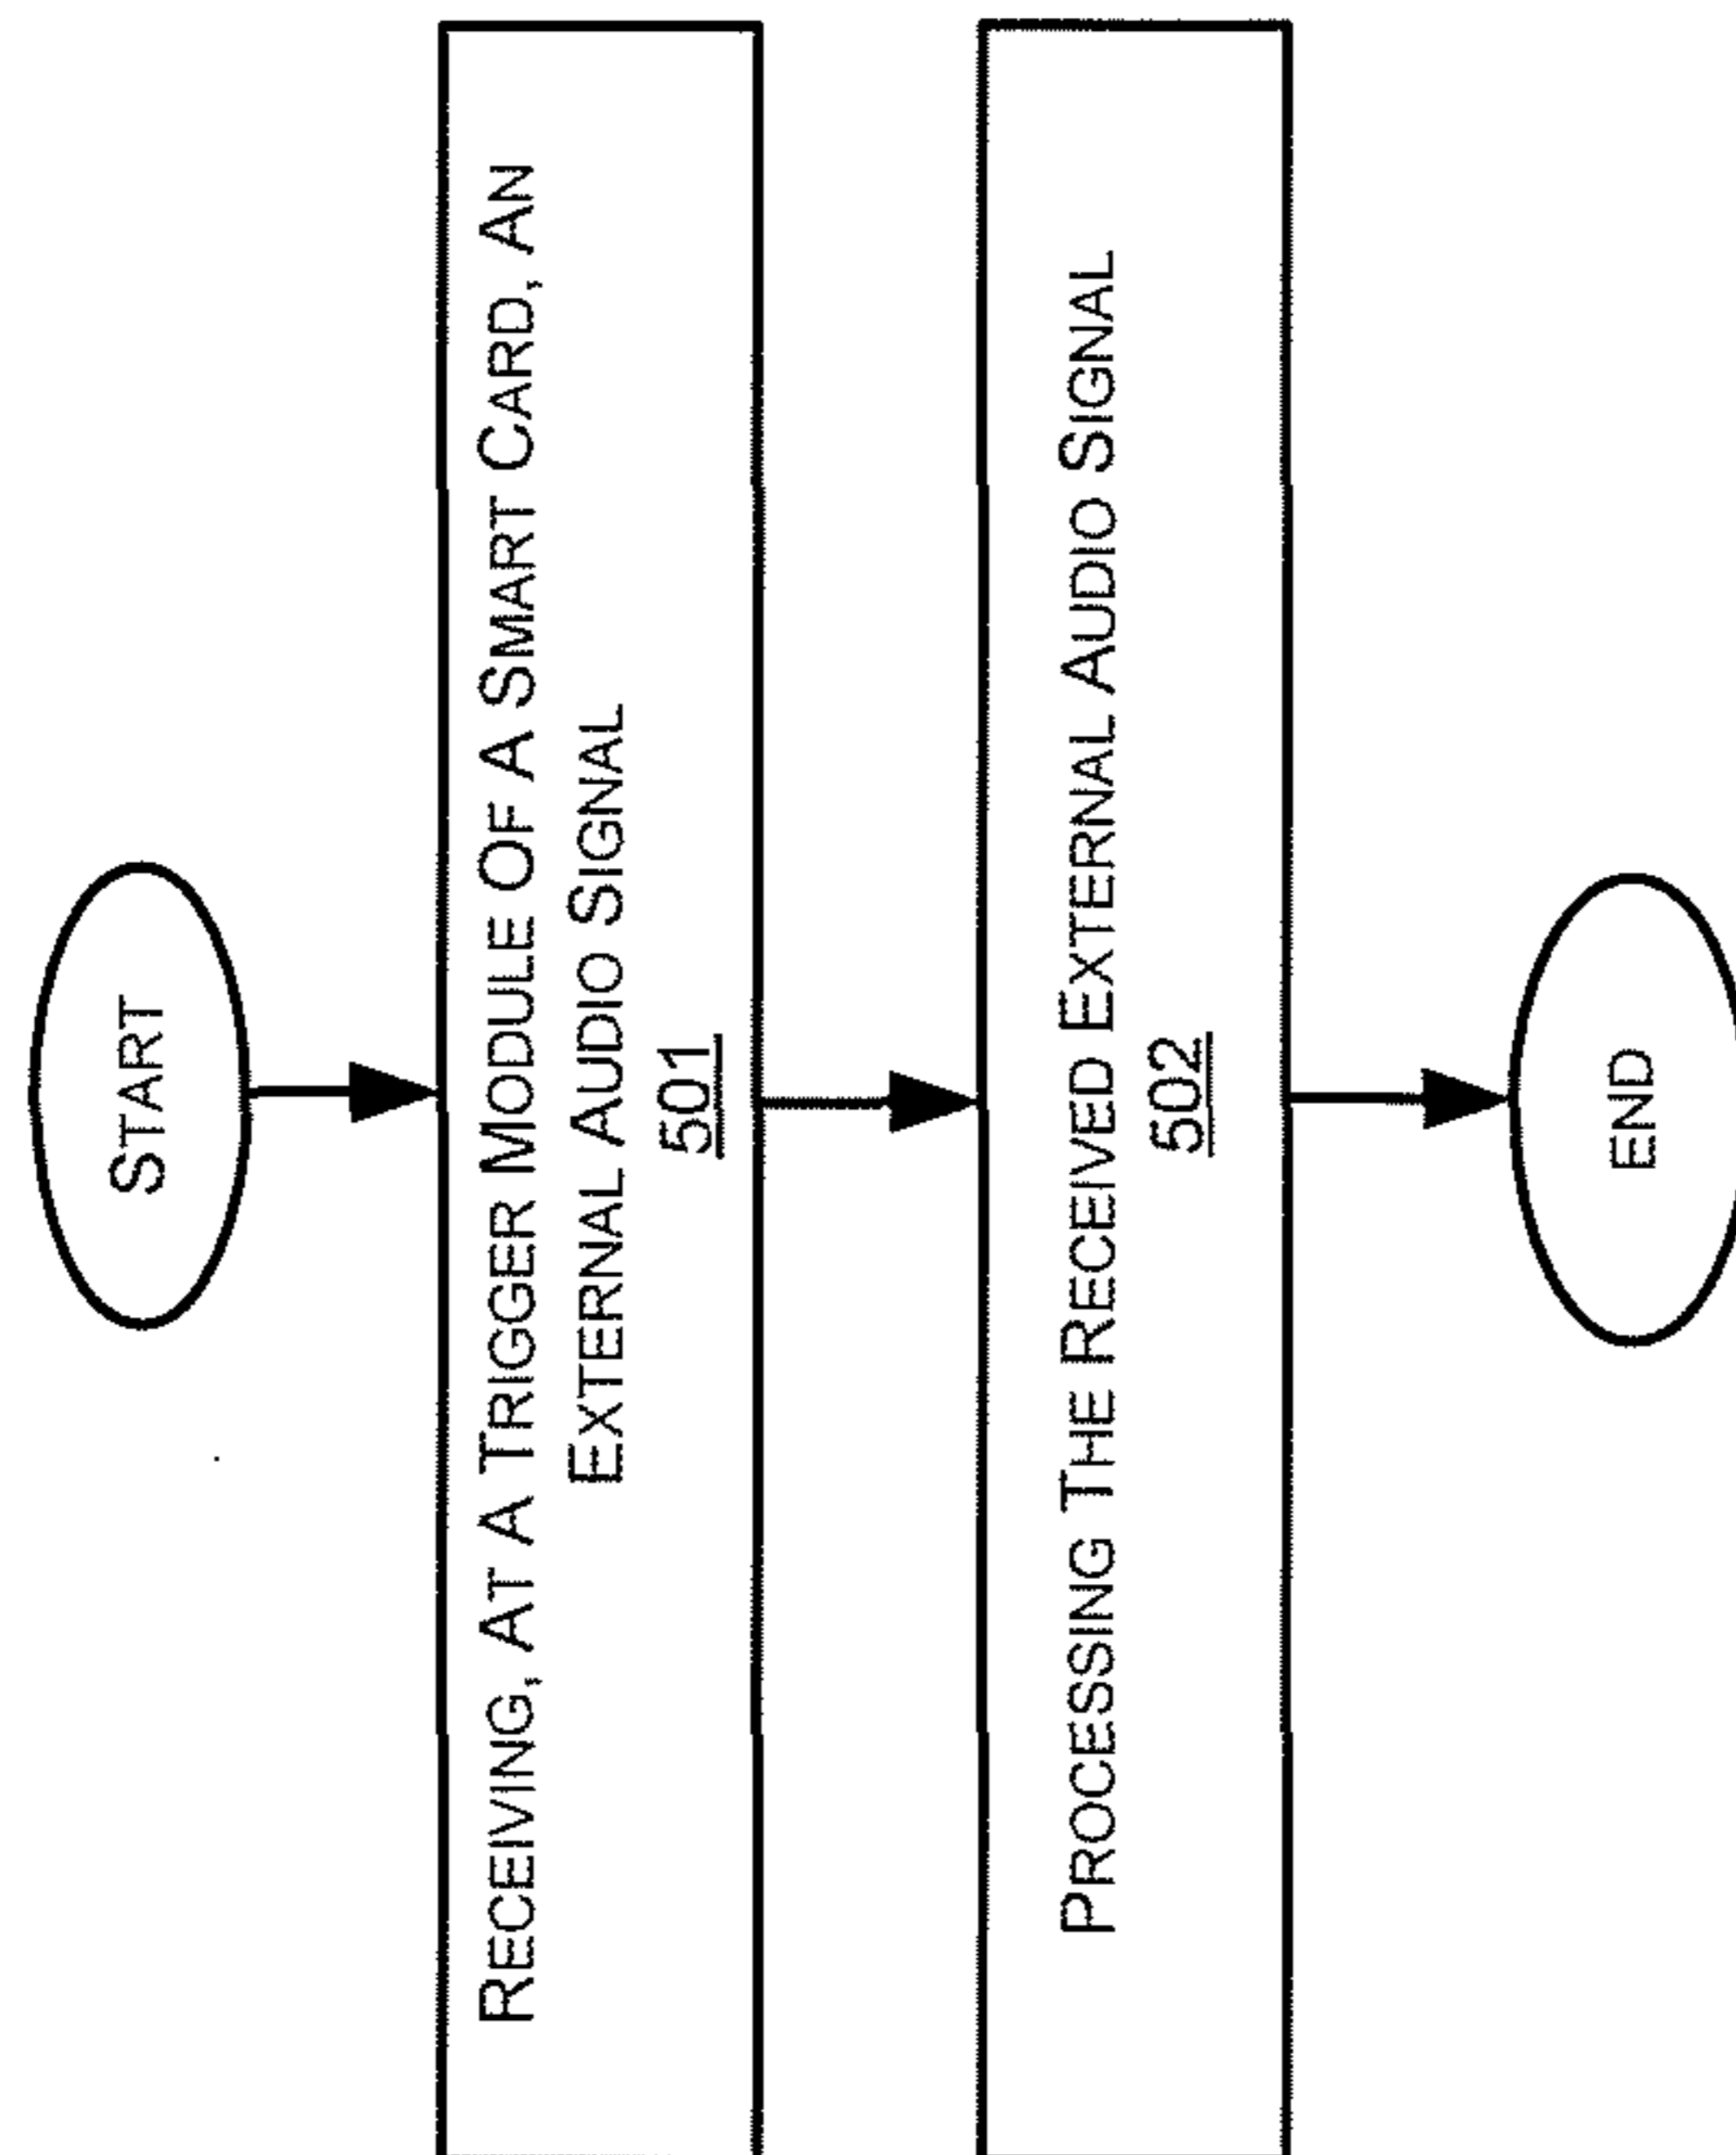 START
RECEIVING, AT A TRIGGER MODULE OF A SMART CARD, AN
EXTERNAL AUDIO SIGNAL
501
PROCESSING THE RECEIVED EXTERNAL AUDIO SIGNAL
502
END